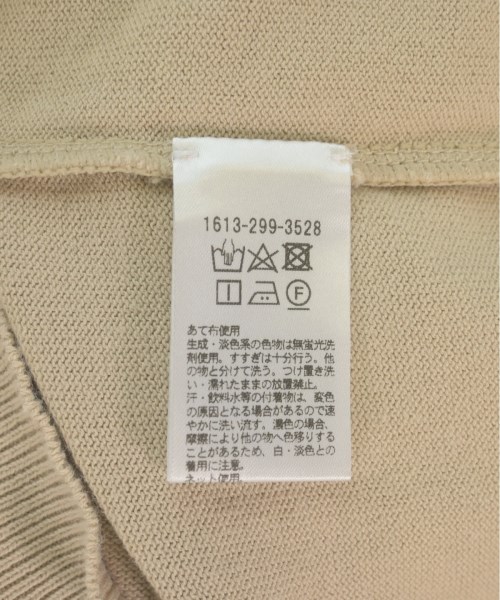 1613-299-3528
F
あて布使用
生成・淡色系の色物は無蛍光洗
剤使用。すすぎは十分行う。他
の物と分けて洗う。つけ置き洗
い・濡れたままの放置禁止。
汗・飲料水等の付着物は、変色
の原因となる場合があるので速
やかに洗い流す。濃色の場合、
摩擦により他の物へ色移りする
ことがあるため、白・淡色との
着用に注意。
ネット使用